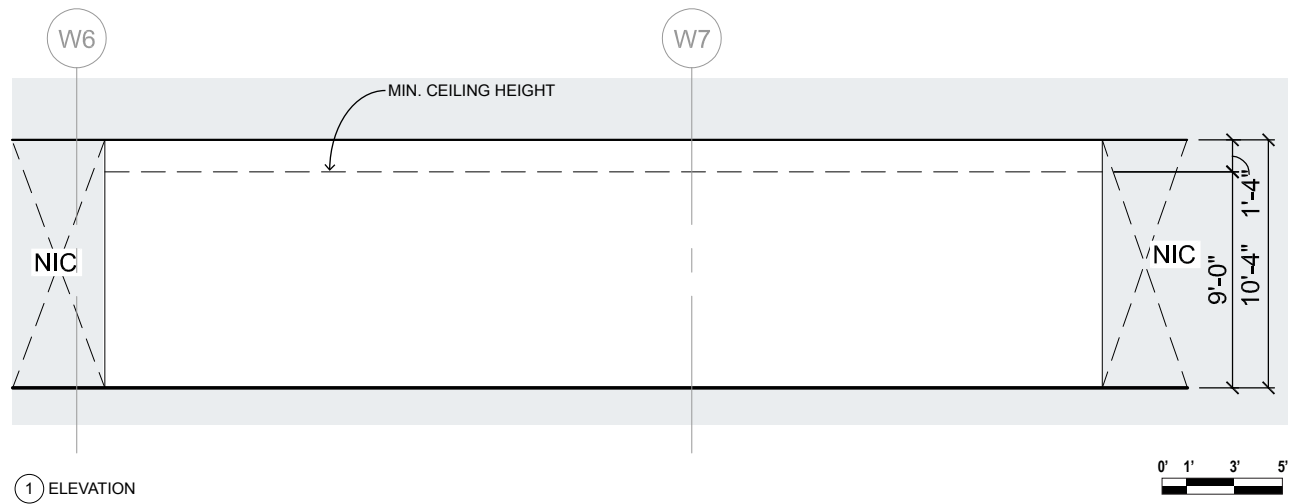 W6
W7
MIN. CEILING HEIGHT
NIC
NIC
1'-4"
9'-0"
10'-4"
1 ELEVATION
0' 1' 3' 5'